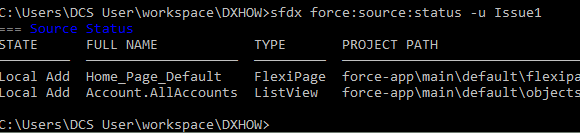 C:\Users\DCS User\workspace\DXHOW>sfdx force:source:status -u Issue1
=== Source Status
STATE FULL NAME TYPE PROJECT PATH
Local Add Home_Page_Default FlexiPage force-app\main\default\flexipa
Local Add Account.AllAccounts ListView force-app\main\default\objects
C:\Users\DCS User\workspace\DXHOW>